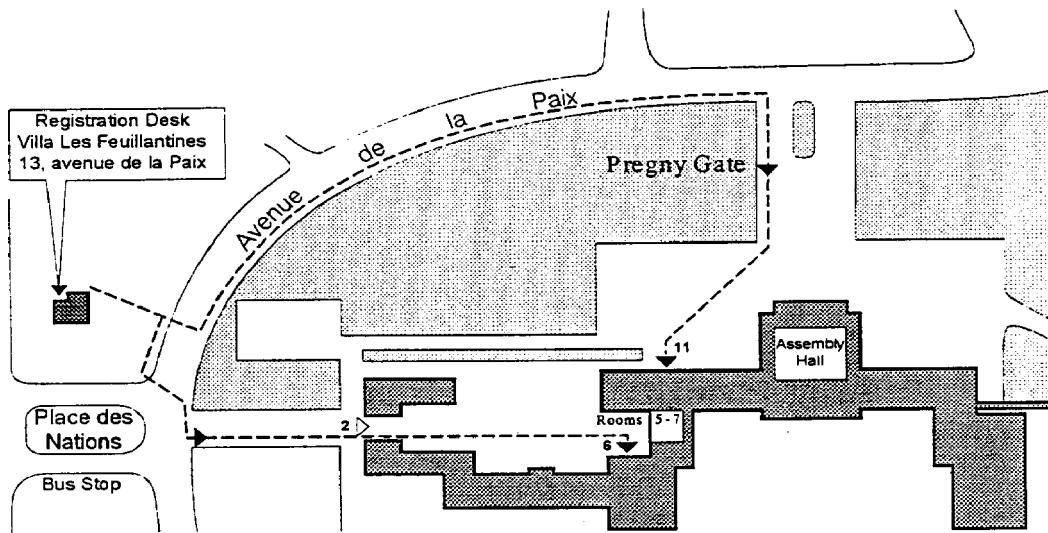 Registration Desk
Villa Les Feuillantines
13, avenue de la Paix
Avenue de la Paix
Pregny Gate
11
Assembly
Hall
Place des
Nations
2
Rooms 5-7
6
Bus Stop